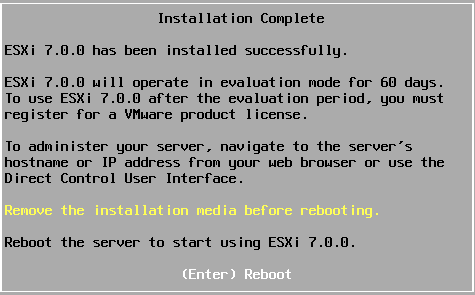 Installation Complete
ESXi 7.0.0 has been installed successfully.
ESXi 7.0.0 will operate in evaluation mode for 60 days.
To use ESXi 7.0.0 after the evaluation period, you must
register for a VMware product license.
To administer your server, navigate to the server's
hostname or IP address from your web browser or use the
Direct Control User Interface.
Remove the installation media before rebooting.
Reboot the server to start using ESXi 7.0.0.
(Enter) Reboot